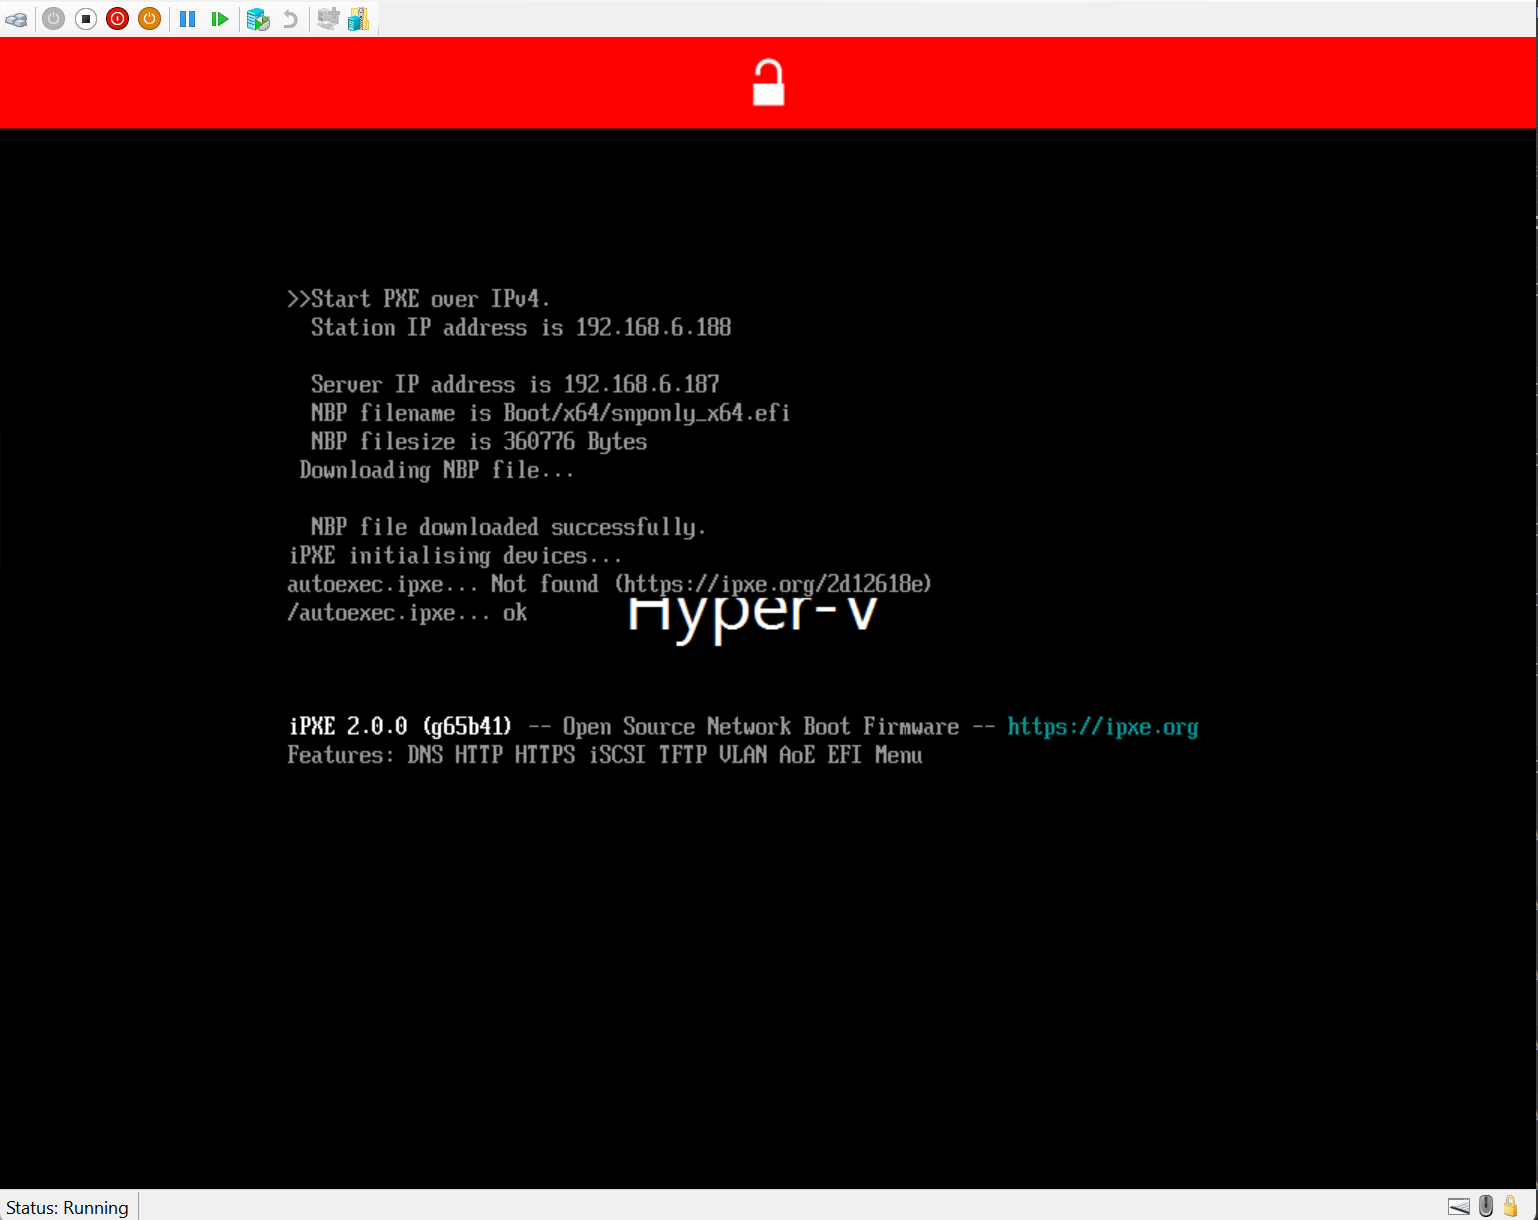 >>Start PXE over IPv4.
Station IP address is 192.168.6.188
Server IP address is 192.168.6.187
NBP filename is Boot/x64/snponly_x64.efi
NBP filesize is 360776 Bytes
Downloading NBP file...
NBP file downloaded successfully.
iPXE initialising devices...
autoexec.ipxe... Not found (https://ipxe.org/2d12618e)
/autoexec.ipxe... ok
Hyper-V
iPXE 2.0.0 (g65b41) -- Open Source Network Boot Firmware -- https://ipxe.org
Features: DNS HTTP HTTPS iSCSI TFTP VLAN AoE EFI Menu
Status: Running